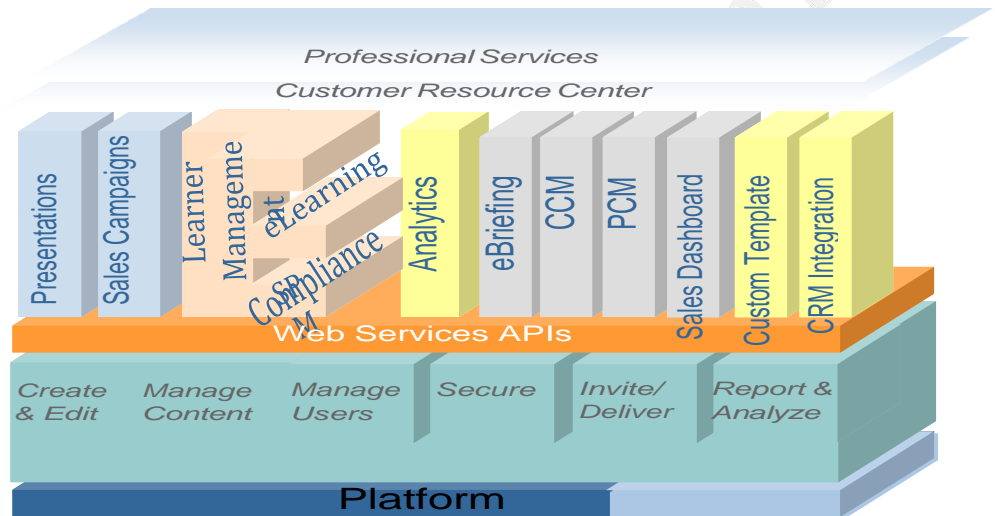 Professional Services
Customer Resource Center
Presentations
Sales Campaigns
Learner
Manageme
nt
eLearning
Compliance
SP
M
Analytics
eBriefing
CCM
PCM
Sales Dashboard
Custom Template
CRM Integration
Web Services APIs
Create
& Edit
Manage
Content
Manage
Users
Secure
Invite/
Deliver
Report &
Analyze
Platform